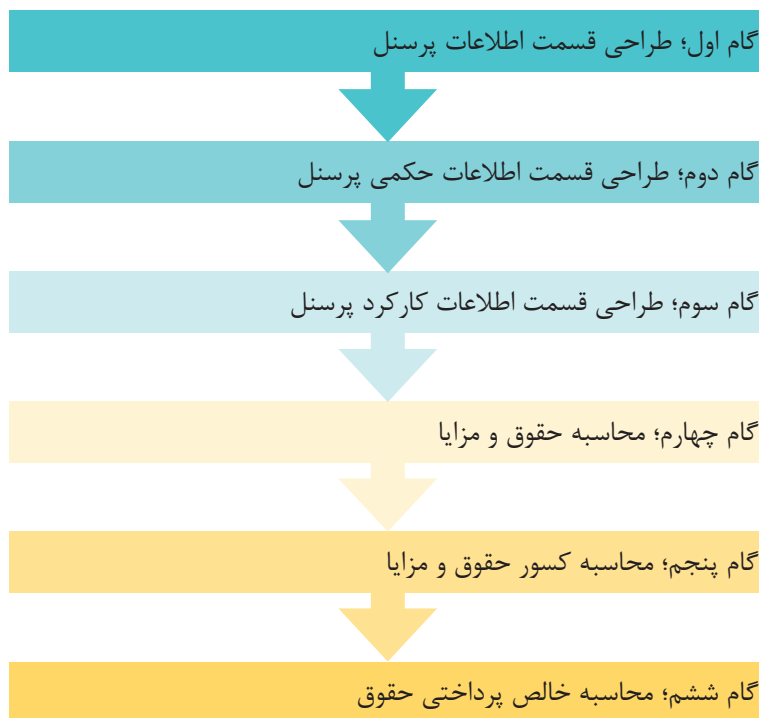 گام اول؛ طراحی قسمت اطلاعات پرسنل
گام دوم؛ طراحی قسمت اطلاعات حکمی پرسنل
گام سوم؛ طراحی قسمت اطلاعات کارکرد پرسنل
گام چهارم؛ محاسبه حقوق و مزایا
گام پنجم؛ محاسبه کسور حقوق و مزایا
گام ششم؛ محاسبه خالص پرداختی حقوق